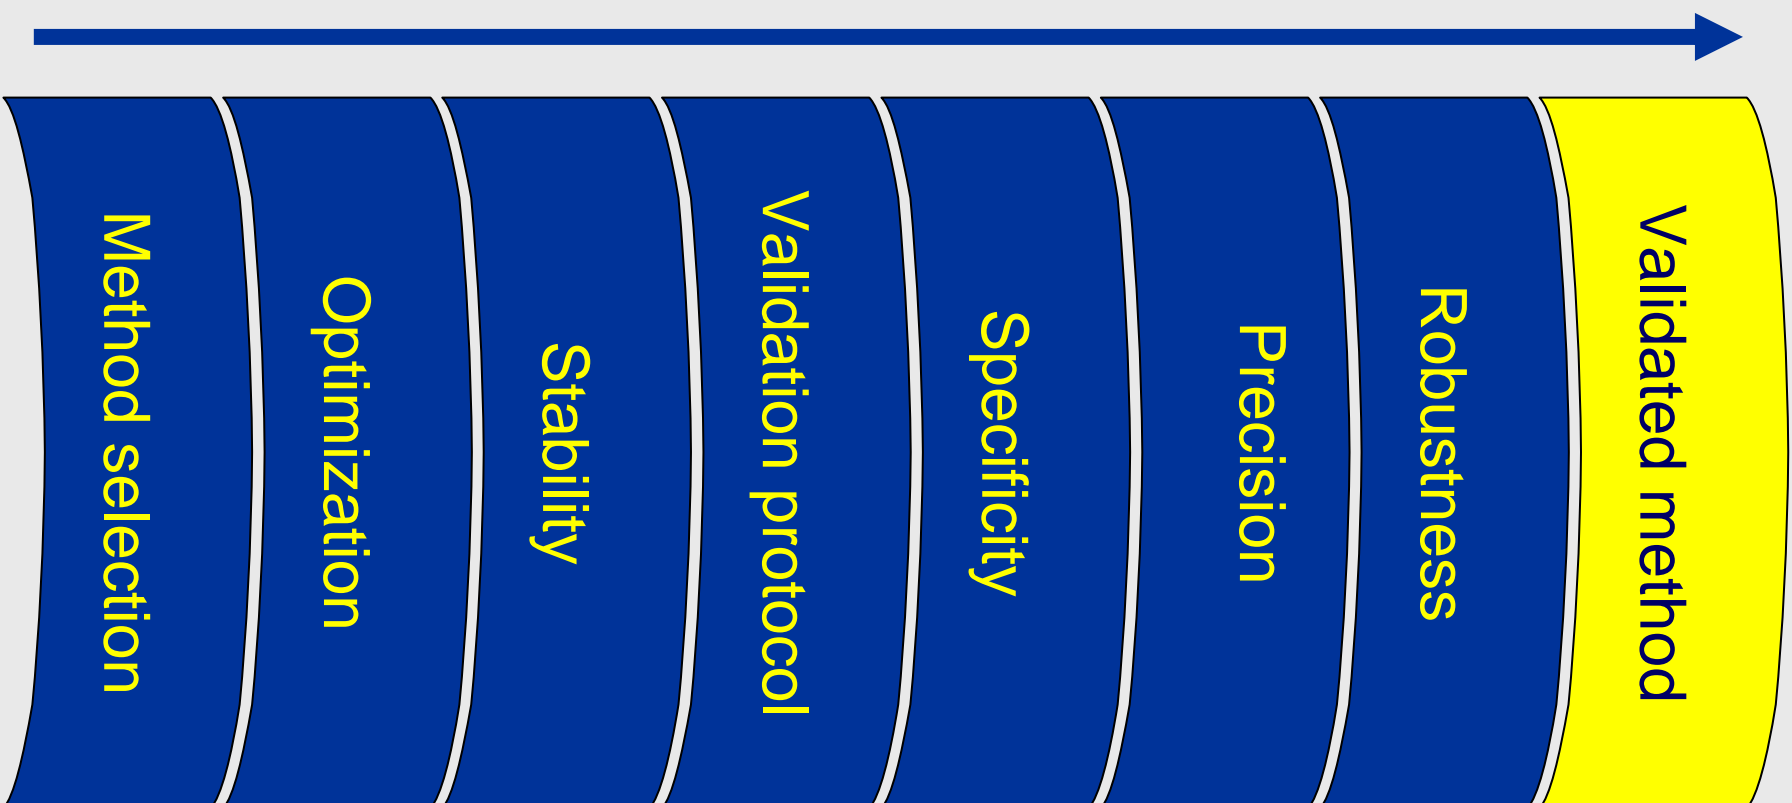 Method selection
Optimization
Stability
Validation protocol
Specificity
Precision
Robustness
Validated method